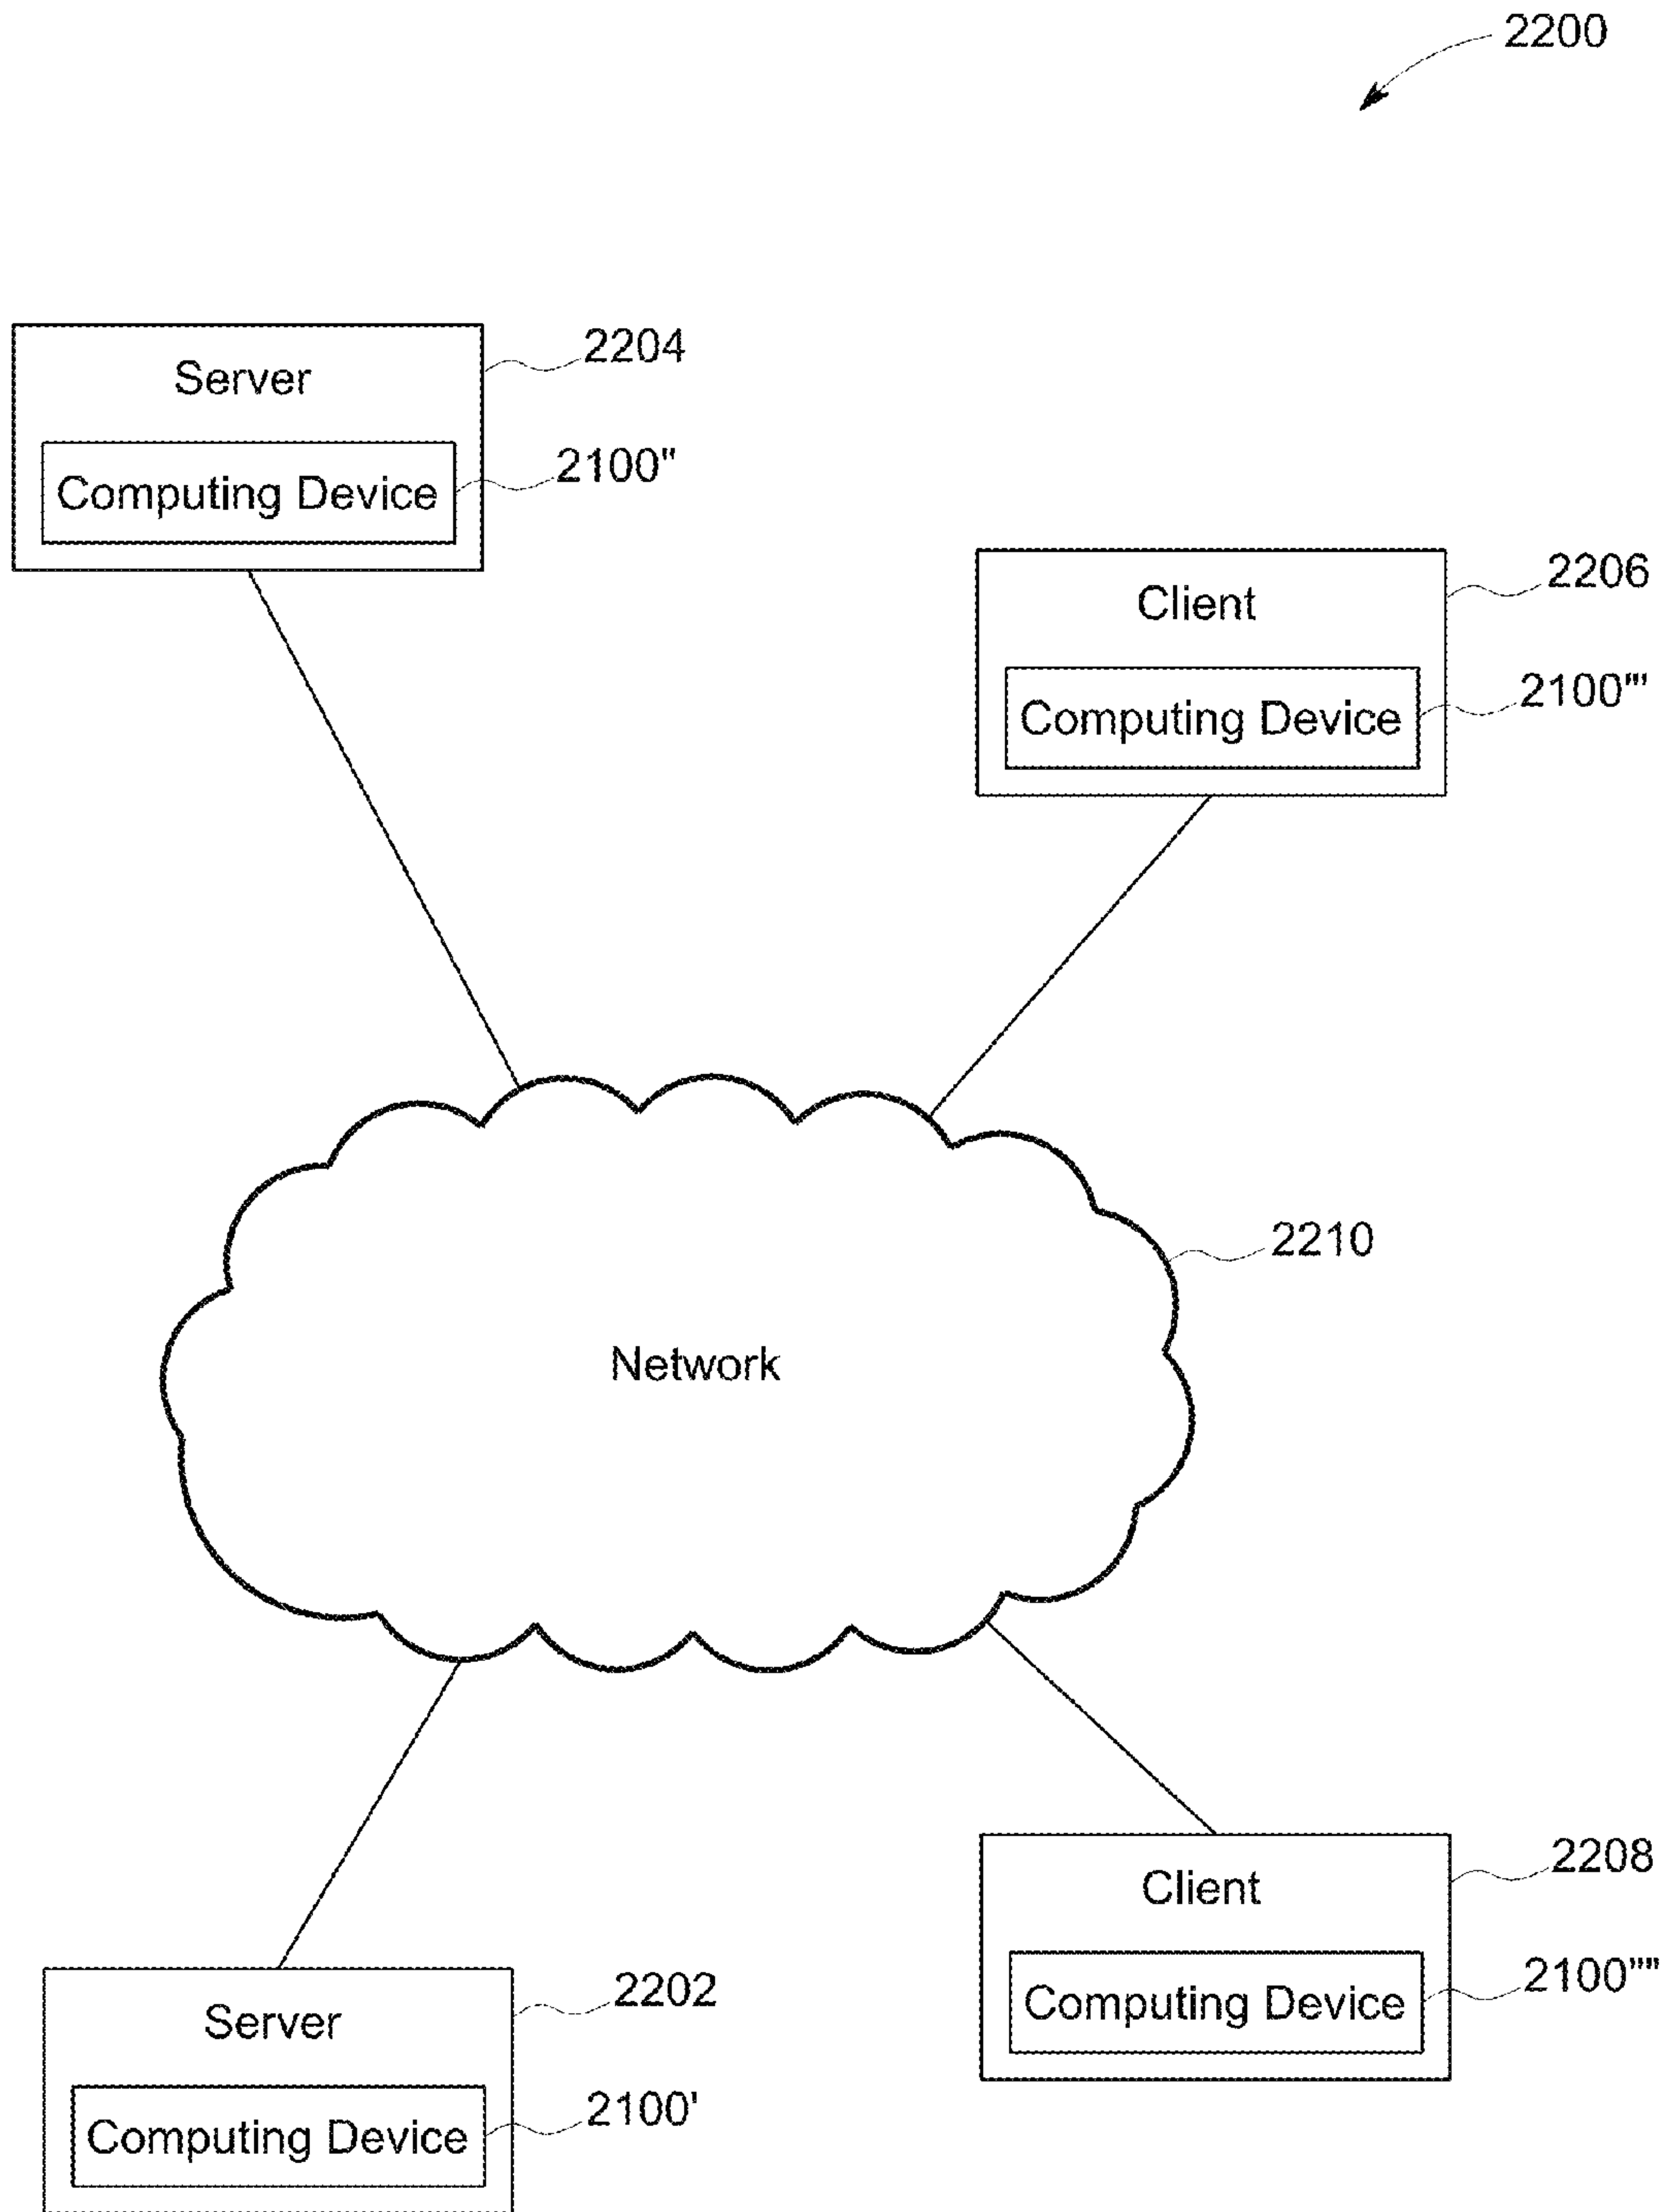 2200
Server
2204
Computing Device
2100"
Client
2206
Computing Device
2100'"
2210
Network
Client
2208
Computing Device
2100""
Server
2202
Computing Device
2100'